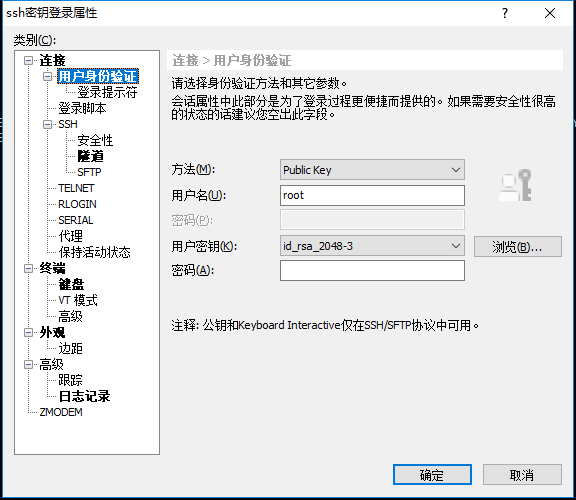 ssh密钥登录属性
类别(C):
连接
用户身份验证
登录提示符
登录脚本
SSH
安全性
隧道
SFTP
TELNET
RLOGIN
SERIAL
代理
保持活动状态
终端
键盘
VT 模式
高级
外观
边距
高级
跟踪
日志记录
ZMODEM
连接 > 用户身份验证
请选择身份验证方法和其它参数。
会话属性中此部分是为了登录过程更便捷而提供的。如果需要安全性很高
的状态的话建议您空出此字段。
方法(M): Public Key
用户名(U): root
密码(P):
用户密钥(K): id_rsa_2048-3 浏览(B)...
密码(A):
注释: 公钥和Keyboard Interactive仅在SSH/SFTP协议中可用。
确定 取消